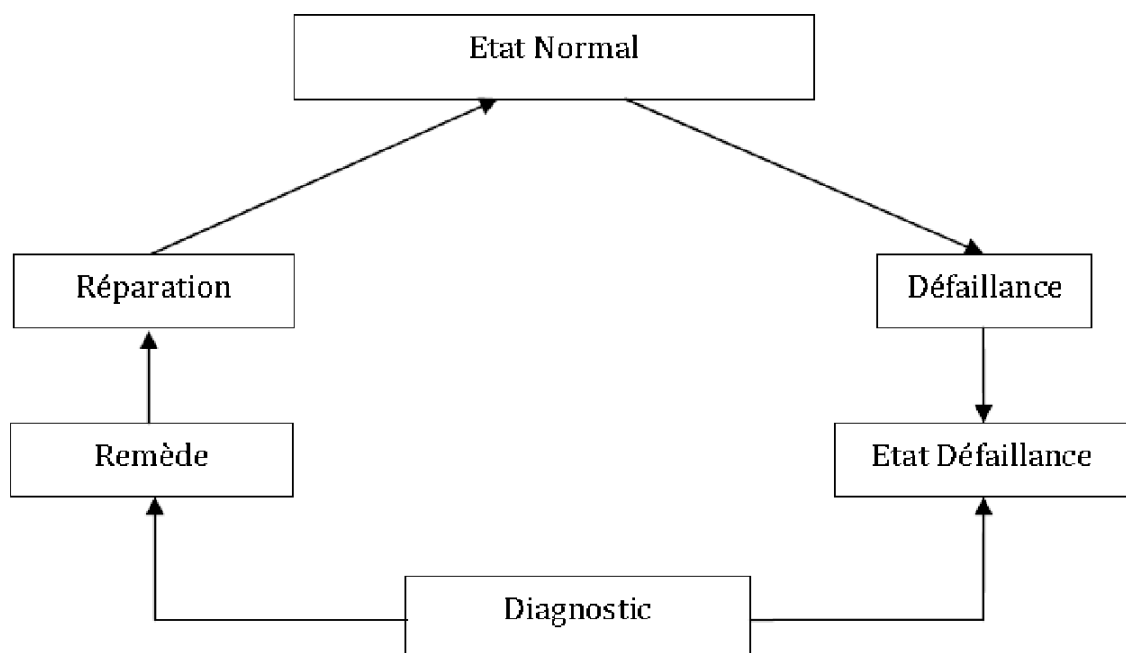 Etat Normal
Réparation
Défaillance
Remède
Etat Défaillance
Diagnostic